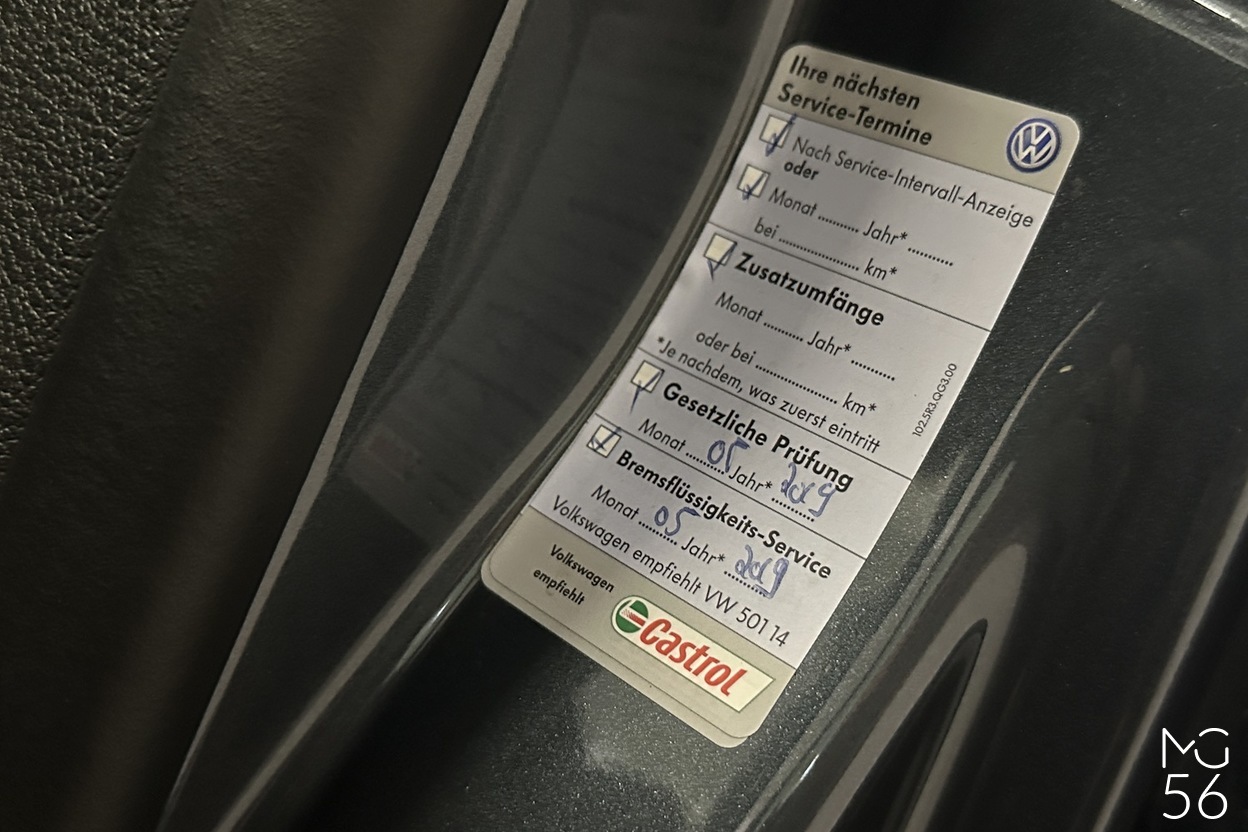 Ihre nächsten
Service-Termine
Nach Service-Intervall-Anzeige
oder
Monat ........... Jahr* ............
bei ...................... km*
Zusatzumfänge
Monat ........... Jahr* ............
oder bei ...................... km*
*Je nachdem, was zuerst eintritt
102.5R3.QG3.00
Gesetzliche Prüfung
Monat 05 Jahr* 2019
Bremsflüssigkeits-Service
Monat 05 Jahr* 2019
Volkswagen empfiehlt VW 501 14
Volkswagen
empfiehlt
Castrol
MG
56